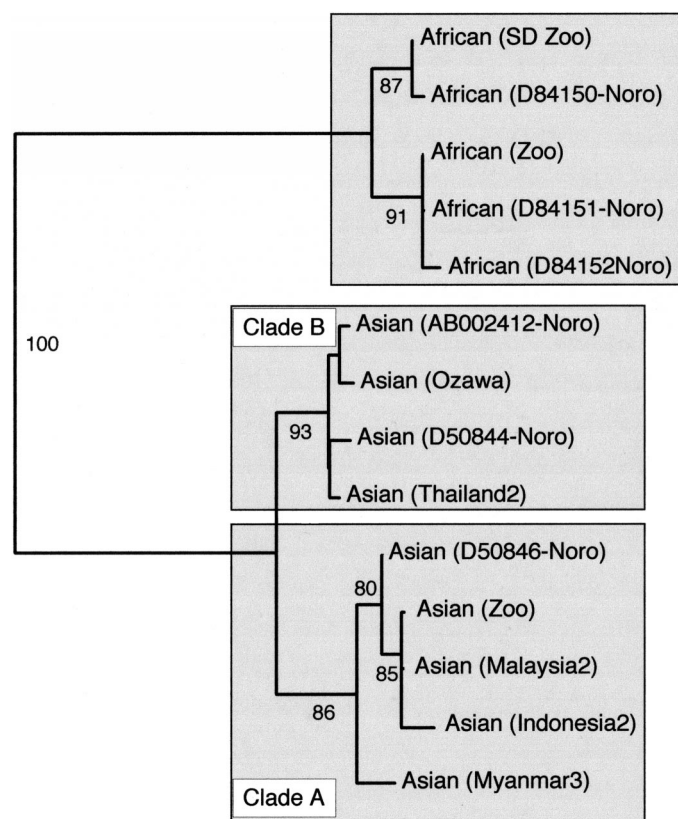 African (SD Zoo)
87
African (D84150-Noro)
African (Zoo)
African (D84151-Noro)
91
African (D84152Noro)
100
Clade B
Asian (AB002412-Noro)
Asian (Ozawa)
93
Asian (D50844-Noro)
Asian (Thailand2)
Asian (D50846-Noro)
80
Asian (Zoo)
85
Asian (Malaysia2)
86
Asian (Indonesia2)
Asian (Myanmar3)
Clade A